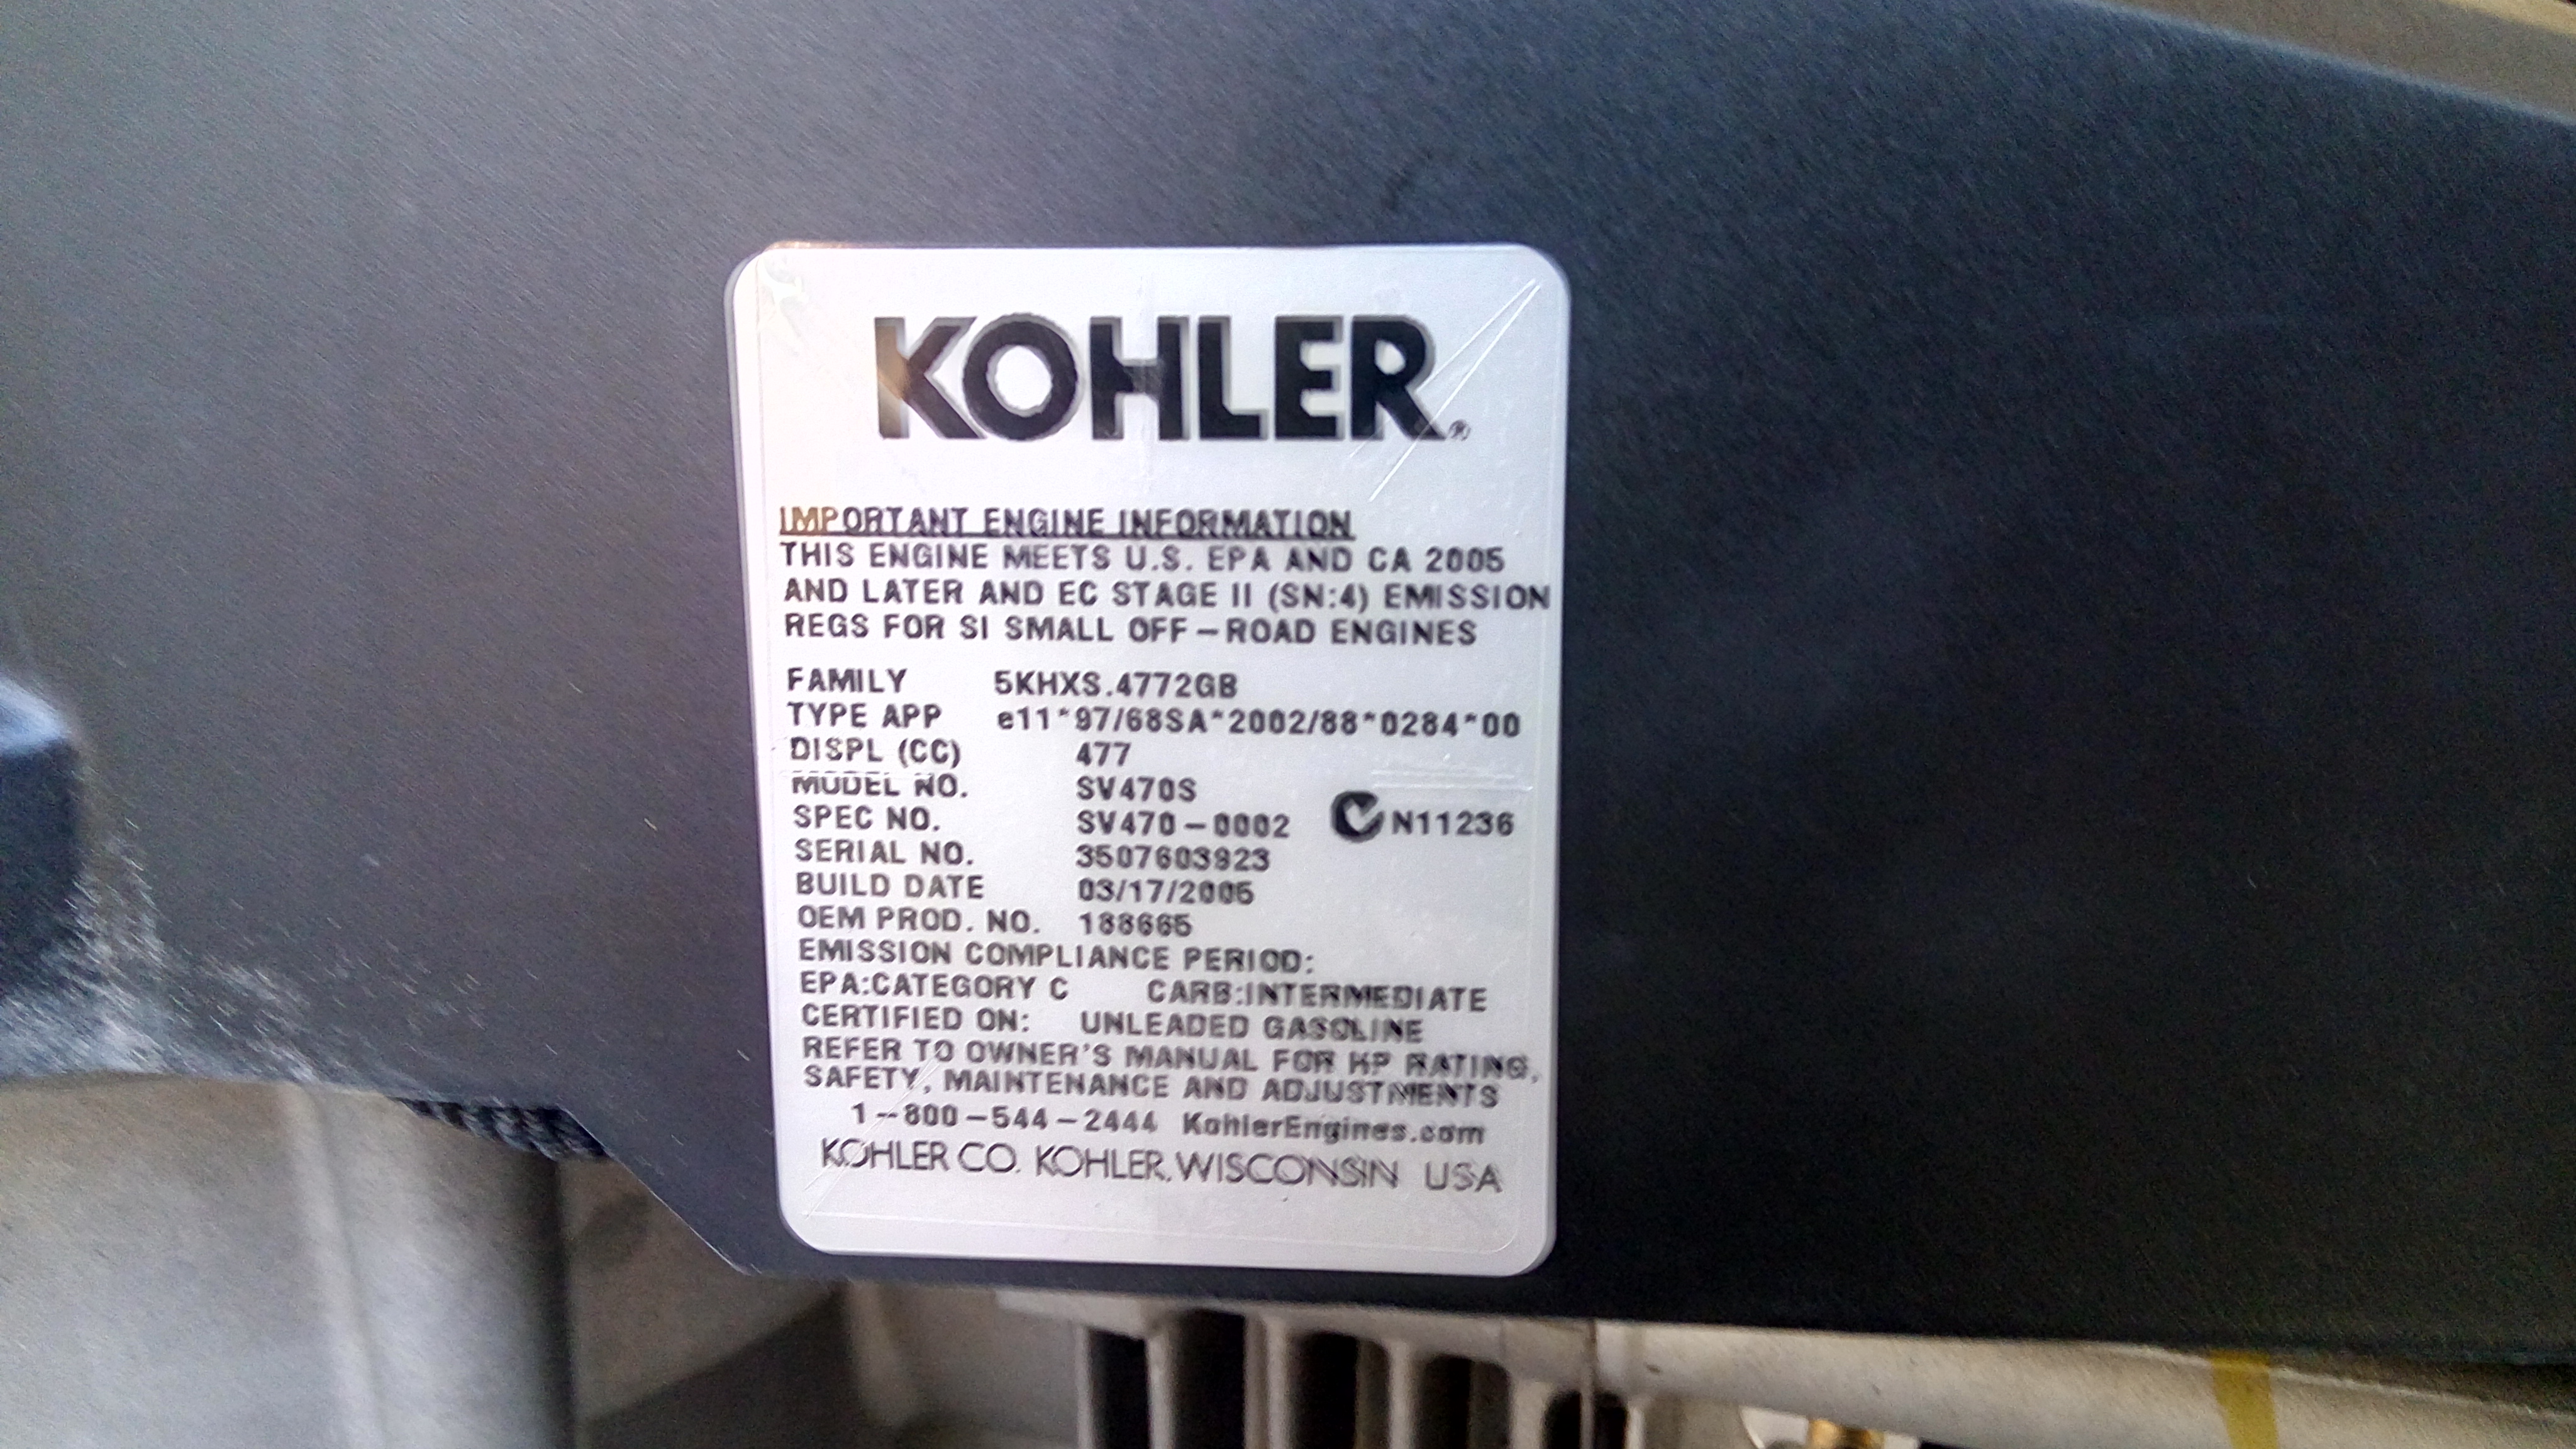 KOHLER®
IMPORTANT ENGINE INFORMATION
THIS ENGINE MEETS U.S. EPA AND CA 2005
AND LATER AND EC STAGE II (SN:4) EMISSION
REGS FOR SI SMALL OFF-ROAD ENGINES
FAMILY 5KHXS.4772GB
TYPE APP e11*97/68SA*2002/88*0284*00
DISPL (CC) 477
MODEL NO. SV470S
SPEC NO. SV470-0002 N11236
SERIAL NO. 3507603923
BUILD DATE 03/17/2005
OEM PROD. NO. 188665
EMISSION COMPLIANCE PERIOD:
EPA:CATEGORY C CARB:INTERMEDIATE
CERTIFIED ON: UNLEADED GASOLINE
REFER TO OWNER'S MANUAL FOR HP RATING,
SAFETY, MAINTENANCE AND ADJUSTMENTS
1-800-544-2444 KohlerEngines.com
KOHLER CO. KOHLER, WISCONSIN USA